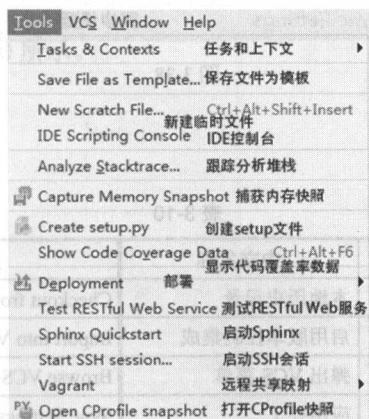 Tools VCS Window Help
Tasks & Contexts 任务和上下文
Save File as Template... 保存文件为模板
New Scratch File... Ctrl+Alt+Shift+Insert
新建临时文件
IDE Scripting Console IDE控制台
Analyze Stacktrace... 跟踪分析堆栈
Capture Memory Snapshot 捕获内存快照
Create setup.py 创建setup文件
Show Code Coverage Data Ctrl+Alt+F6
显示代码覆盖率数据
Deployment 部署
Test RESTful Web Service 测试RESTful Web服务
Sphinx Quickstart 启动Sphinx
Start SSH session... 启动SSH会话
Vagrant 远程共享映射
Open CProfile snapshot 打开CProfile快照